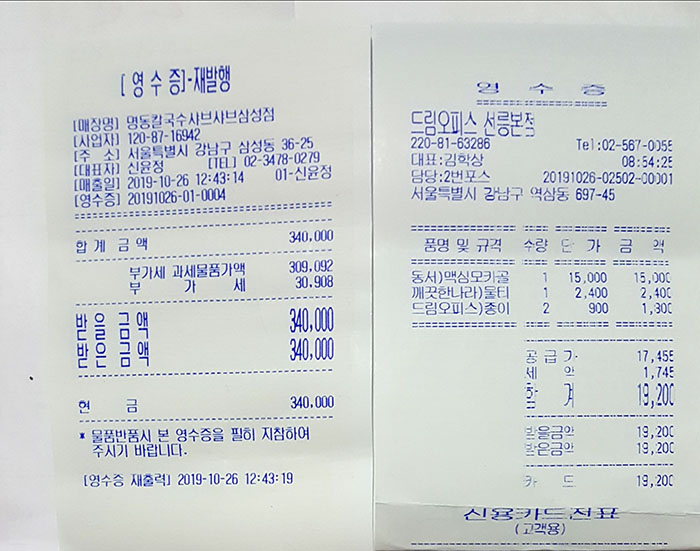 [ 영 수 증]-재발행
[매장명] 명동칼국수샤브샤브삼성점
[사업자] 120-87-16942
[주 소] 서울특별시 강남구 삼성동 36-25
[대표자] 신윤정 [TEL] 02-3478-0279
[매출일] 2019-10-26 12:43:14 01-신윤정
[영수증] 20191026-01-0004
합 계 금 액 340,000
부가세 과세물품가액 309,092
부 가 세 30,908
받 을 금 액 340,000
받 은 금 액 340,000
현 금 340,000
* 물품반품시 본 영수증을 필히 지참하여
주시기 바랍니다.
[영수증 재출력] 2019-10-26 12:43:19
영 수 증
드림오피스 선릉본점
220-81-63286 Tel:02-567-0055
대표:김학상 08:54:25
담당:2번포스 20191026-02502-00001
서울특별시 강남구 역삼동 697-45
품명 및 규격 수량 단 가 금 액
동서)맥심모카골 1 15,000 15,000
깨끗한나라)물티 1 2,400 2,400
드림오피스)종이 2 900 1,800
공 급 가 17,455
세 액 1,745
합 계 19,200
받을금액 19,200
받은금액 19,200
카 드 19,200
신용카드전표
(고객용)